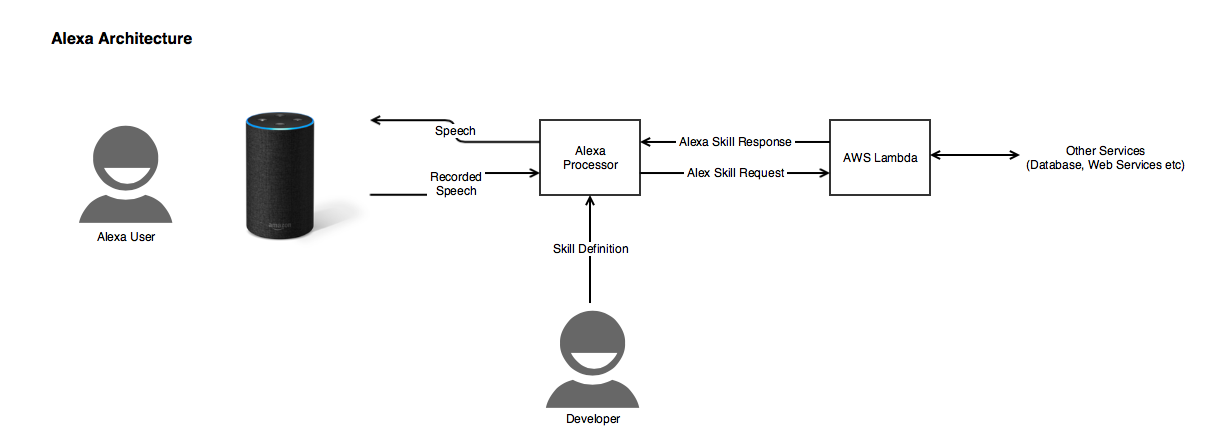 Alexa Architecture
Speech
Alexa
Processor
Alexa Skill Response
AWS Lambda
Other Services
(Database, Web Services etc)
Recorded
Speech
Alex Skill Request
amazon
Alexa User
Skill Definition
Developer